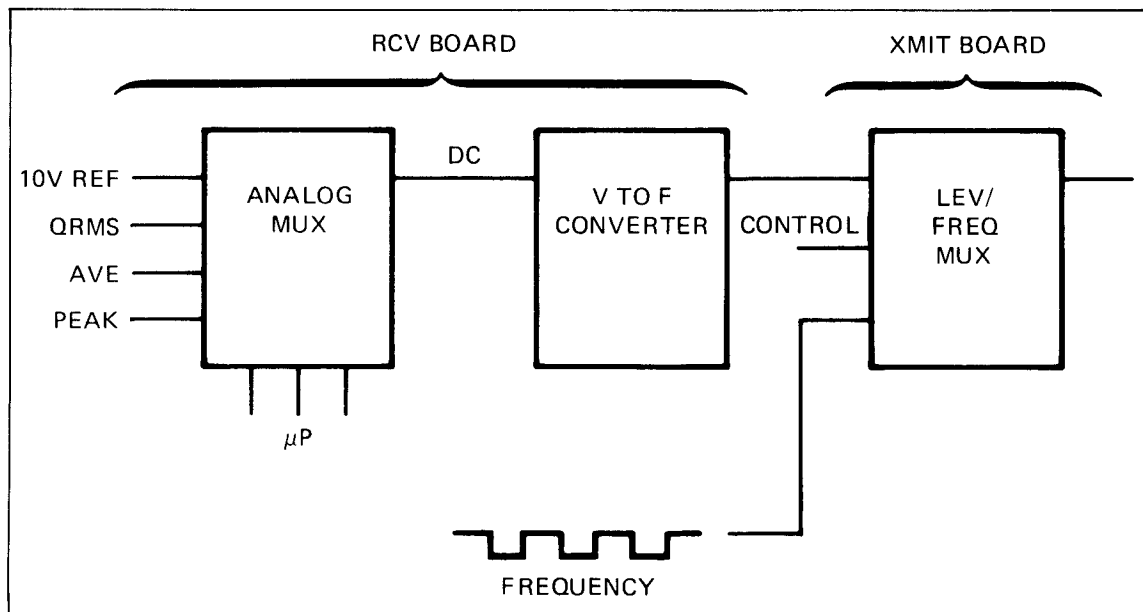 RCV BOARD
XMIT BOARD
10V REF
QRMS
AVE
PEAK
ANALOG
MUX
μP
DC
V TO F
CONVERTER
CONTROL
LEV/
FREQ
MUX
FREQUENCY